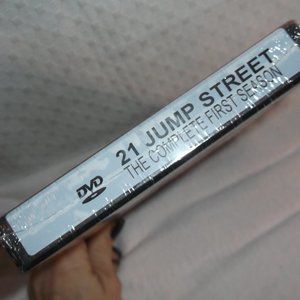 21 JUMP STREET
THE COMPLETE FIRST SEASON
DVD